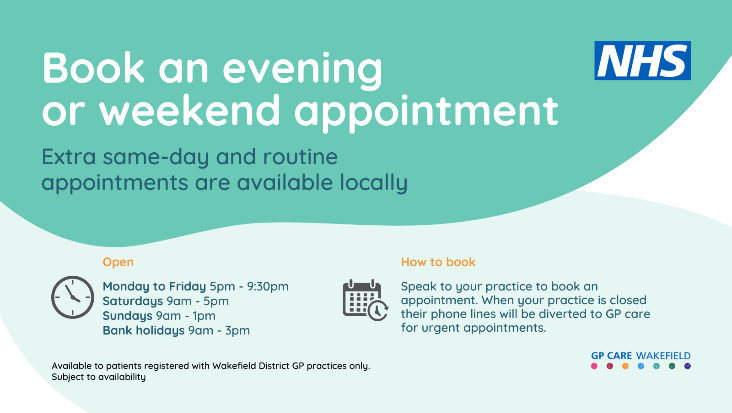 Book an evening
or weekend appointment
NHS
Extra same-day and routine
appointments are available locally
Open
Monday to Friday 5pm - 9:30pm
Saturdays 9am - 5pm
Sundays 9am - 1pm
Bank holidays 9am - 3pm
How to book
Speak to your practice to book an
appointment. When your practice is closed
their phone lines will be diverted to GP care
for urgent appointments.
Available to patients registered with Wakefield District GP practices only.
Subject to availability
GP CARE WAKEFIELD